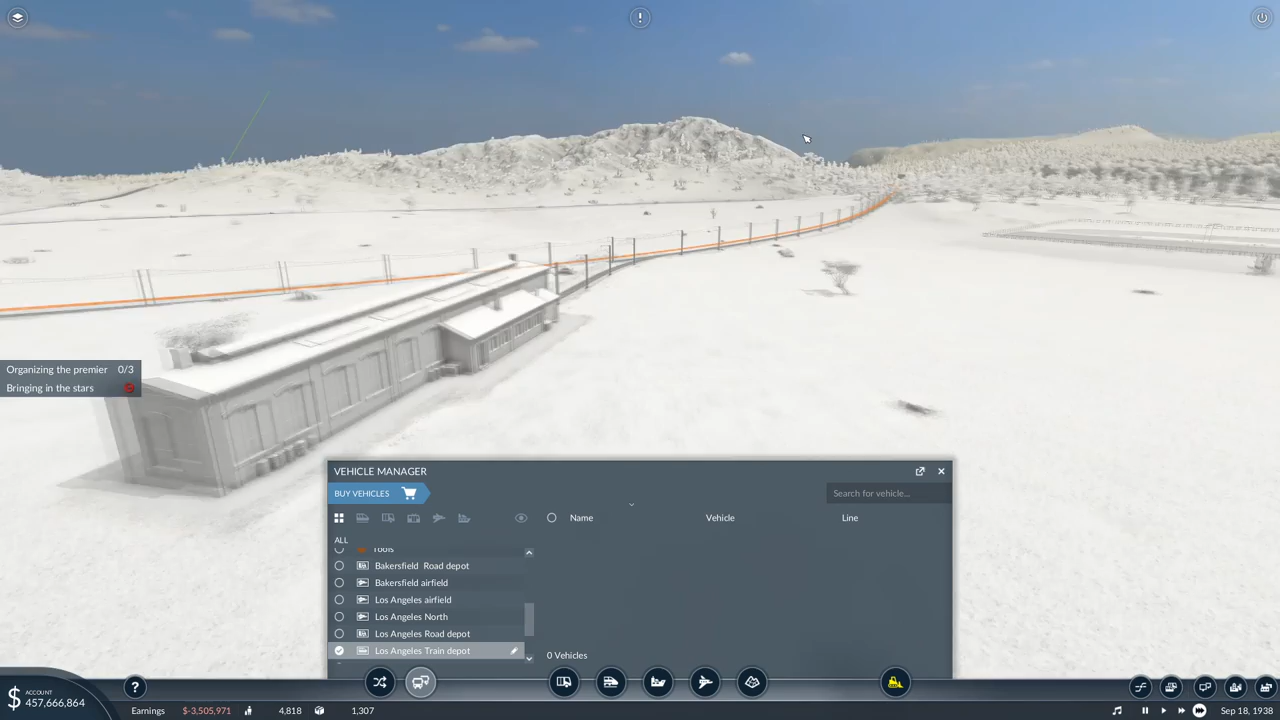 Organizing the premier 0/3
Bringing in the stars
VEHICLE MANAGER
BUY VEHICLES
Search for vehicle...
Name Vehicle Line
ALL
Tools
Bakersfield Road depot
Bakersfield airfield
Los Angeles airfield
Los Angeles North
Los Angeles Road depot
Los Angeles Train depot
0 Vehicles
$ ACCOUNT
457,666,864
?
Earnings $-3,505,971 4,818 1,307 Sep 18, 1938